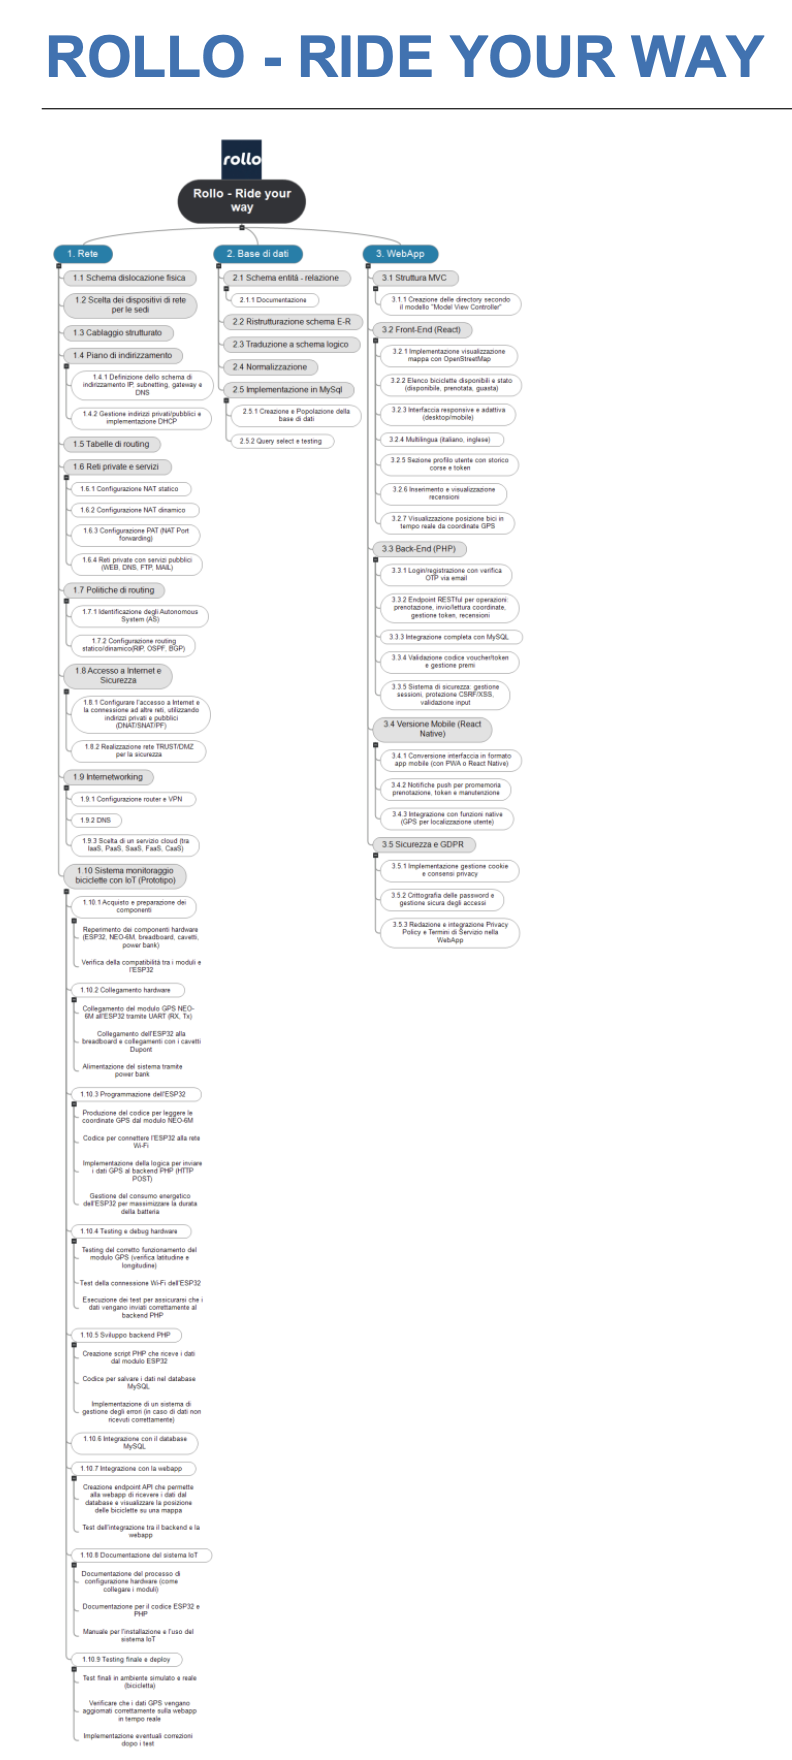 ROLLO - RIDE YOUR WAY
rollo
Rollo - Ride your
way
1. Rete
1.1 Schema dislocazione fisica
1.2 Scelta dei dispositivi di rete
per le sedi
1.3 Cablaggio strutturato
1.4 Piano di indirizzamento
1.4.1 Definizione dello schema di
indirizzamento IP, subnetting, gateway e
DNS
1.4.2 Gestione indirizzi privati/pubblici e
implementazione DHCP
1.5 Tabelle di routing
1.6 Reti private e servizi
1.6.1 Configurazione NAT statico
1.6.2 Configurazione NAT dinamico
1.6.3 Configurazione PAT (NAT Port
forwarding)
1.6.4 Reti private con servizi pubblici
(WEB, DNS, FTP, MAIL)
1.7 Politiche di routing
1.7.1 Identificazione degli Autonomous
System (AS)
1.7.2 Configurazione routing
statico/dinamico(RIP, OSPF, BGP)
1.8 Accesso a Internet e
Sicurezza
1.8.1 Configurare l'accesso a Internet e
la connessione ad altre reti, utilizzando
indirizzi privati e pubblici
(DNAT/SNAT/PF)
1.8.2 Realizzazione rete TRUST/DMZ
per la sicurezza
1.9 Internetworking
1.9.1 Configurazione router e VPN
1.9.2 DNS
1.9.3 Scelta di un servizio cloud (tra
IaaS, PaaS, SaaS, FaaS, CaaS)
1.10 Sistema monitoraggio
biciclette con IoT (Prototipo)
1.10.1 Acquisto e preparazione dei
componenti
Reperimento dei componenti hardware
(ESP32, NEO-6M, breadboard, cavetti,
power bank)
Verifica della compatibilità tra i moduli e
l'ESP32
1.10.2 Collegamento hardware
Collegamento del modulo GPS NEO-
6M all'ESP32 tramite UART (RX, Tx)
Collegamento dell'ESP32 alla
breadboard e collegamenti con i cavetti
Dupont
Alimentazione del sistema tramite
power bank
1.10.3 Programmazione dell'ESP32
Produzione del codice per leggere le
coordinate GPS dal modulo NEO-6M
Codice per connettere l'ESP32 alla rete
Wi-Fi
Implementazione della logica per inviare
i dati GPS al backend PHP (HTTP
POST)
Gestione del consumo energetico
dell'ESP32 per massimizzare la durata
della batteria
1.10.4 Testing e debug hardware
Testing del corretto funzionamento del
modulo GPS (verifica latitudine e
longitudine)
Test della connessione Wi-Fi dell'ESP32
Esecuzione dei test per assicurarsi che i
dati vengano inviati correttamente al
backend PHP
1.10.5 Sviluppo backend PHP
Creazione script PHP che riceve i dati
dal modulo ESP32
Codice per salvare i dati nel database
MySQL
Implementazione di un sistema di
gestione degli errori (in caso di dati non
ricevuti correttamente)
1.10.6 Integrazione con il database
MySQL
1.10.7 Integrazione con la webapp
Creazione endpoint API che permette
alla webapp di ricevere i dati dal
database e visualizzare la posizione
delle biciclette su una mappa
Test dell'integrazione tra il backend e la
webapp
1.10.8 Documentazione del sistema IoT
Documentazione del processo di
configurazione hardware (come
collegare i moduli)
Documentazione per il codice ESP32 e
PHP
Manuale per l'installazione e l'uso del
sistema IoT
1.10.9 Testing finale e deploy
Test finali in ambiente simulato e reale
(bicicletta)
Verificare che i dati GPS vengano
aggiornati correttamente sulla webapp
in tempo reale
Implementazione eventuali correzioni
dopo i test
2. Base di dati
2.1 Schema entità - relazione
2.1.1 Documentazione
2.2 Ristrutturazione schema E-R
2.3 Traduzione a schema logico
2.4 Normalizzazione
2.5 Implementazione in MySql
2.5.1 Creazione e Popolazione della
base di dati
2.5.2 Query select e testing
3. WebApp
3.1 Struttura MVC
3.1.1 Creazione delle directory secondo
il modello "Model View Controller"
3.2 Front-End (React)
3.2.1 Implementazione visualizzazione
mappa con OpenStreetMap
3.2.2 Elenco biciclette disponibili e stato
(disponibile, prenotata, guasta)
3.2.3 Interfaccia responsive e adattiva
(desktop/mobile)
3.2.4 Multilingua (italiano, inglese)
3.2.5 Sezione profilo utente con storico
corse e token
3.2.6 Inserimento e visualizzazione
recensioni
3.2.7 Visualizzazione posizione bici in
tempo reale da coordinate GPS
3.3 Back-End (PHP)
3.3.1 Login/registrazione con verifica
OTP via email
3.3.2 Endpoint RESTful per operazioni:
prenotazione, invio/lettura coordinate,
gestione token, recensioni
3.3.3 Integrazione completa con MySQL
3.3.4 Validazione codice voucher/token
e gestione premi
3.3.5 Sistema di sicurezza: gestione
sessioni, protezione CSRF/XSS,
validazione input
3.4 Versione Mobile (React
Native)
3.4.1 Conversione interfaccia in formato
app mobile (con PWA o React Native)
3.4.2 Notifiche push per promemoria
prenotazione, token e manutenzione
3.4.3 Integrazione con funzioni native
(GPS per localizzazione utente)
3.5 Sicurezza e GDPR
3.5.1 Implementazione gestione cookie
e consensi privacy
3.5.2 Crittografia delle password e
gestione sicura degli accessi
3.5.3 Redazione e integrazione Privacy
Policy e Termini di Servizio nella
WebApp